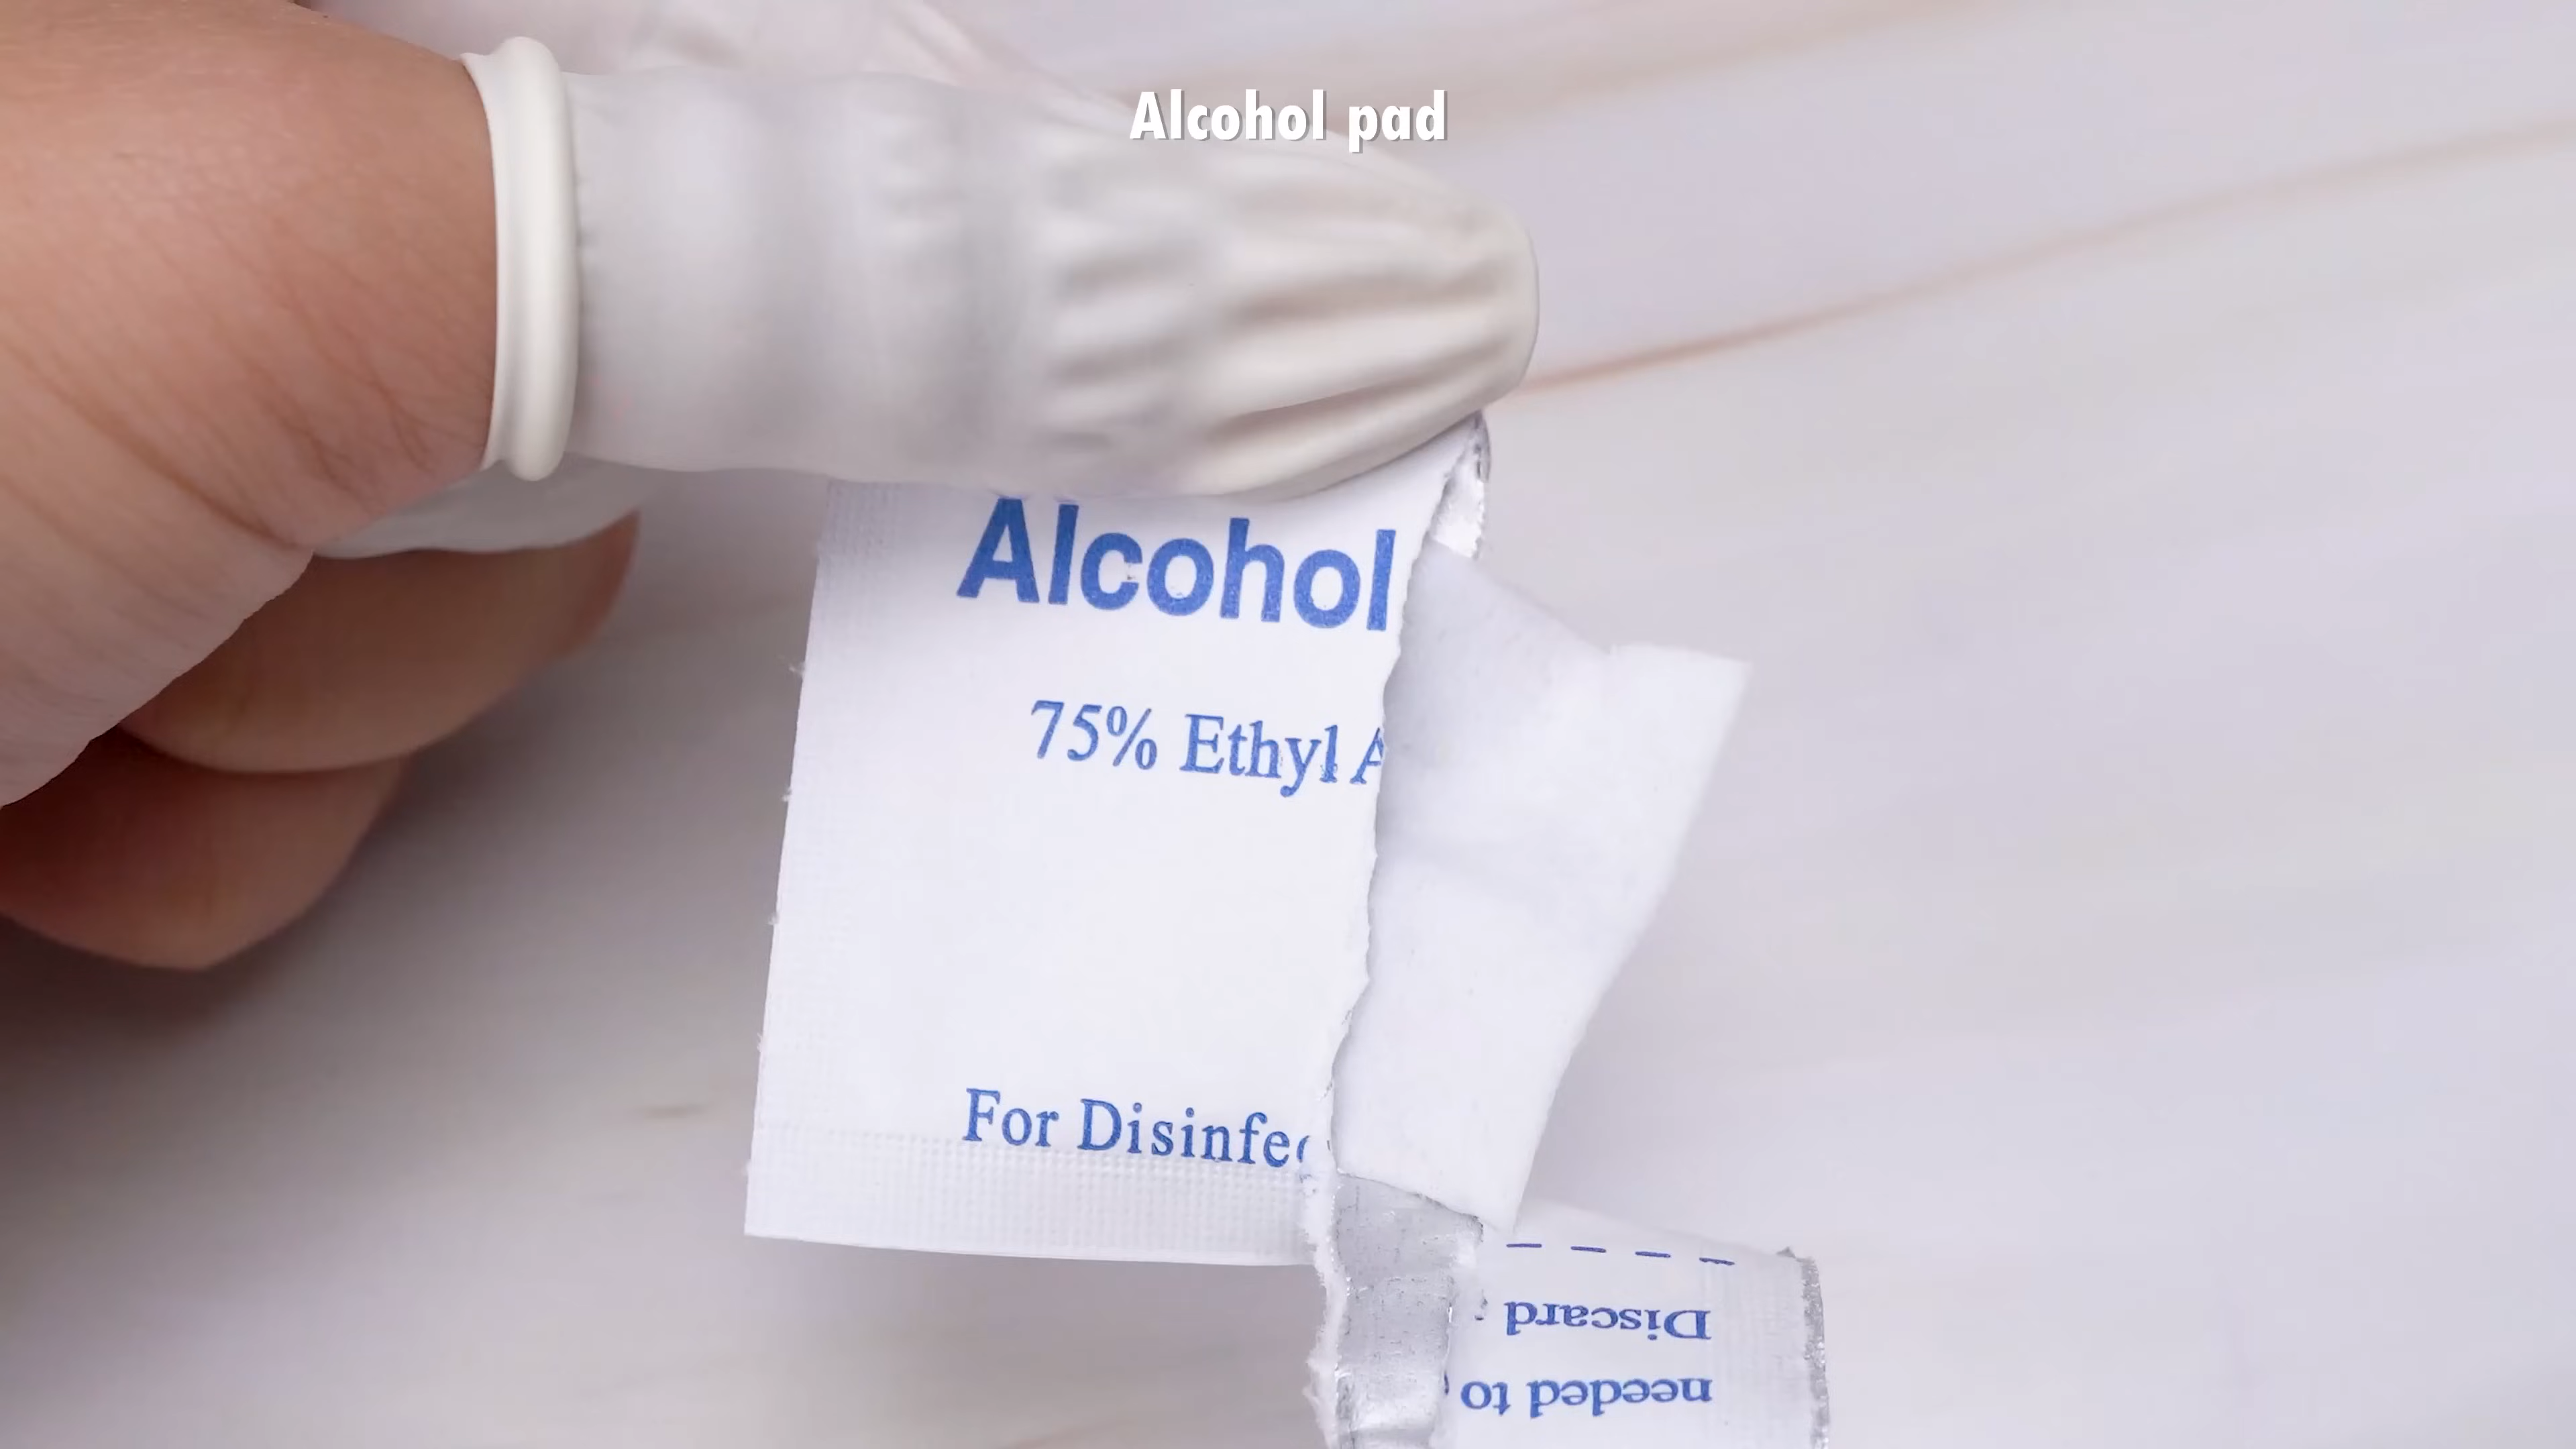 Alcohol pad
Alcohol
75% Ethyl A
For Disinfec
needed to
Discard